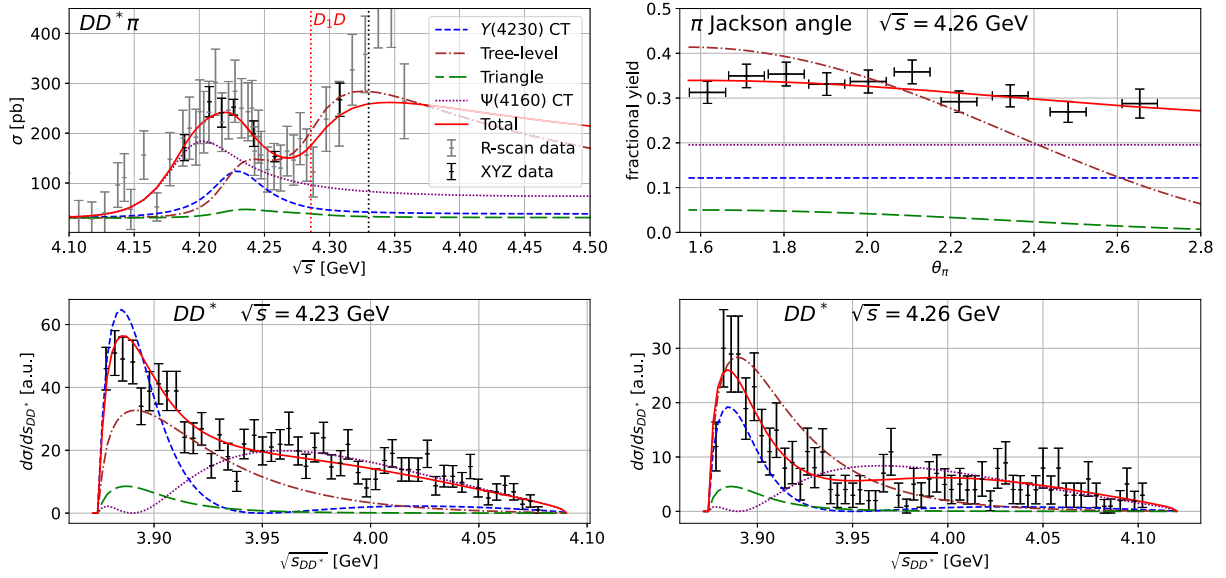 DD*π
D₁D
Y(4230) CT
Tree-level
Triangle
Ψ(4160) CT
Total
R-scan data
XYZ data
σ [pb]
400
300
200
100
4.10 4.15 4.20 4.25 4.30 4.35 4.40 4.45 4.50
√s [GeV]
π Jackson angle √s = 4.26 GeV
fractional yield
0.5
0.4
0.3
0.2
0.1
0.0
1.6 1.8 2.0 2.2 2.4 2.6 2.8
θπ
DD* √s = 4.23 GeV
dσ/ds_DD* [a.u.]
60
40
20
0
3.90 3.95 4.00 4.05 4.10
√s_DD* [GeV]
DD* √s = 4.26 GeV
dσ/ds_DD* [a.u.]
30
20
10
0
3.90 3.95 4.00 4.05 4.10
√s_DD* [GeV]